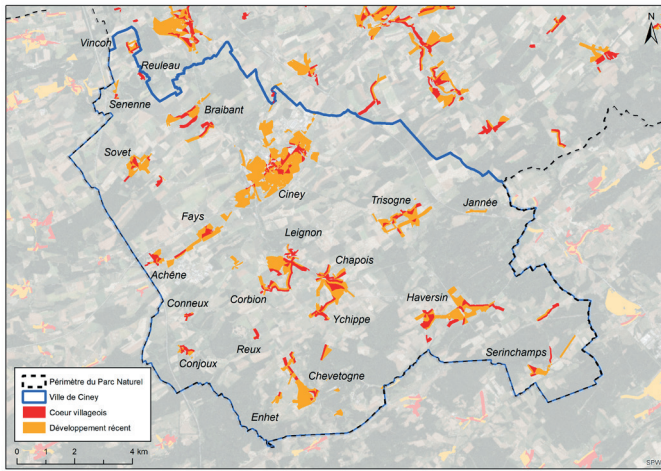 N
Vincon
Reuleau
Senenne
Braibant
Sovet
Ciney
Trisogne
Jannée
Fays
Leignon
Chapois
Achêne
Corbion
Haversin
Conneux
Ychippe
Reux
Conjoux
Serinchamps
Chevetogne
Enhet
Périmètre du Parc Naturel
Ville de Ciney
Coeur villageois
Développement récent
0 1 2 4 km
SPW